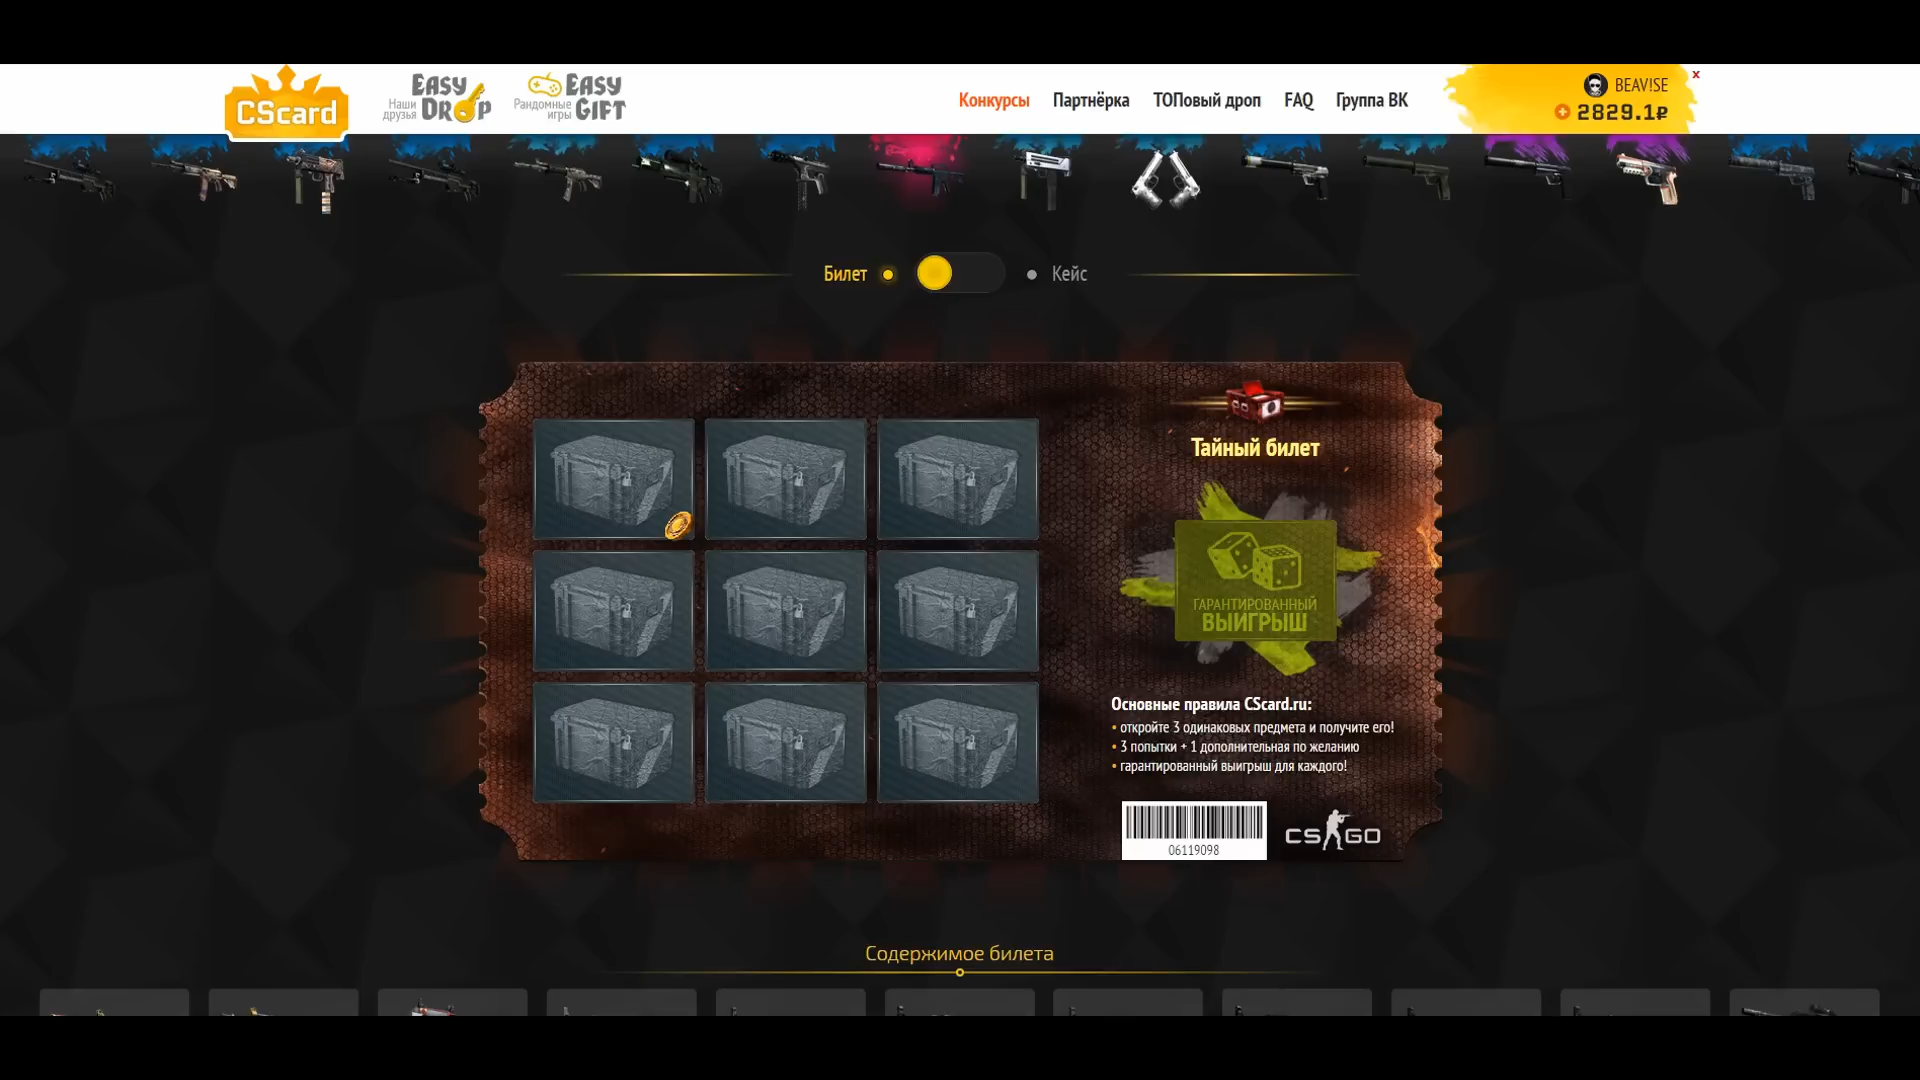 CScard
Наши друзья
EASY DROP
Рандомные игры
EASY GIFT
Конкурсы
Партнёрка
ТОПовый дроп
FAQ
Группа ВК
BEAV!SE
2829.1₽
x
Билет
Кейс
Тайный билет
ГАРАНТИРОВАННЫЙ
ВЫИГРЫШ
Основные правила CScard.ru:
• откройте 3 одинаковых предмета и получите его!
• 3 попытки + 1 дополнительная по желанию
• гарантированный выигрыш для каждого!
06119098
CS GO
Содержимое билета